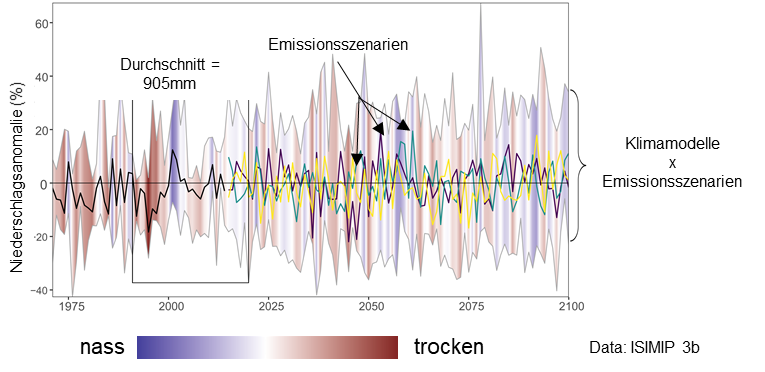 Emissionsszenarien
Durchschnitt =
905mm
Niederschlagsanomalie (%)
60
40
20
0
−20
−40
1975
2000
2025
2050
2075
2100
Klimamodelle
x
Emissionsszenarien
nass
trocken
Data: ISIMIP 3b